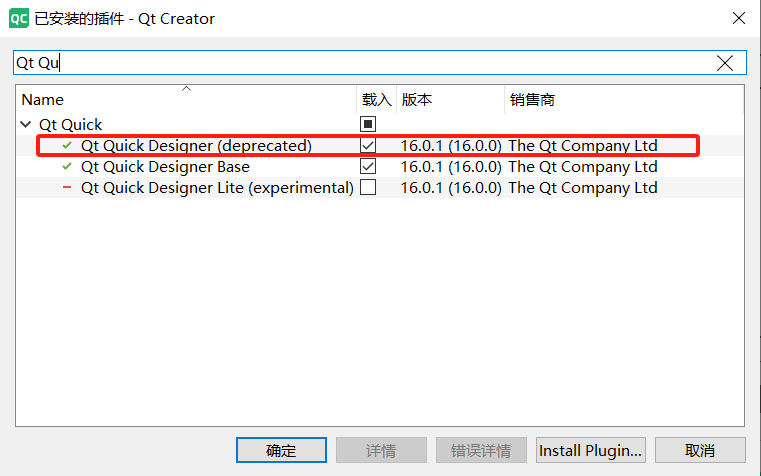 QC 已安装的插件 - Qt Creator
Qt Qu
Name 载入 版本 销售商
Qt Quick
Qt Quick Designer (deprecated) 16.0.1 (16.0.0) The Qt Company Ltd
Qt Quick Designer Base 16.0.1 (16.0.0) The Qt Company Ltd
Qt Quick Designer Lite (experimental) 16.0.1 (16.0.0) The Qt Company Ltd
确定 详情 错误详情 Install Plugin... 取消